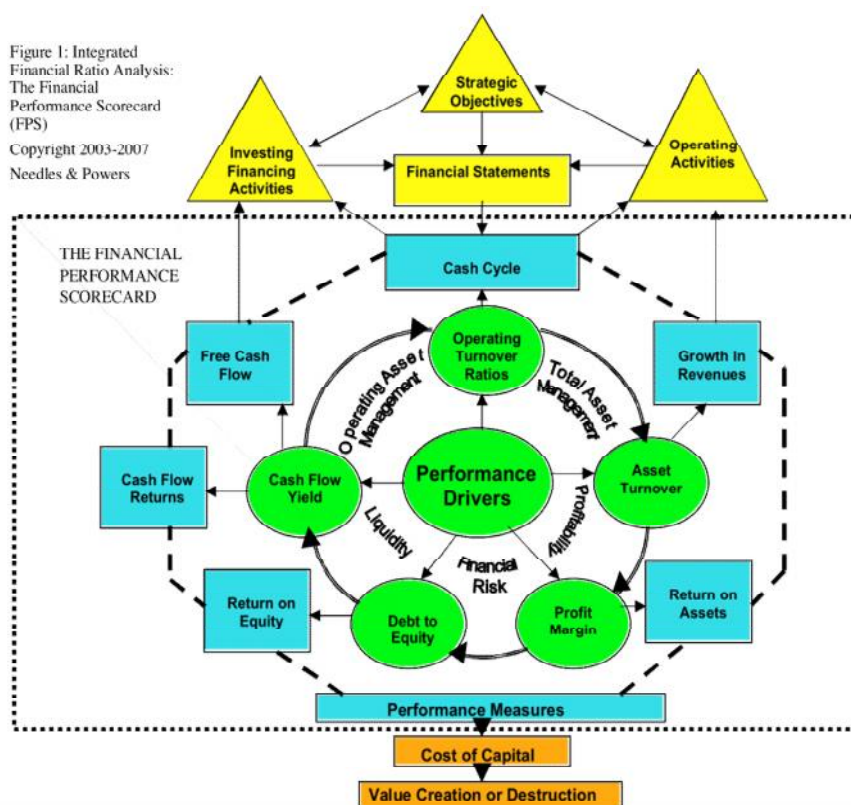 Figure 1: Integrated
Financial Ratio Analysis:
The Financial
Performance Scorecard
(FPS)
Copyright 2003-2007
Needles & Powers
Strategic
Objectives
Investing
Financing
Activities
Financial Statements
Operating
Activities
THE FINANCIAL
PERFORMANCE
SCORECARD
Cash Cycle
Free Cash
Flow
Operating Asset
Management
Operating
Turnover
Ratios
Total Asset
Management
Growth In
Revenues
Cash Flow
Returns
Cash Flow
Yield
Performance
Drivers
Asset
Turnover
Liquidity
Profitability
Financial
Risk
Return on
Equity
Debt to
Equity
Profit
Margin
Return on
Assets
Performance Measures
Cost of Capital
Value Creation or Destruction